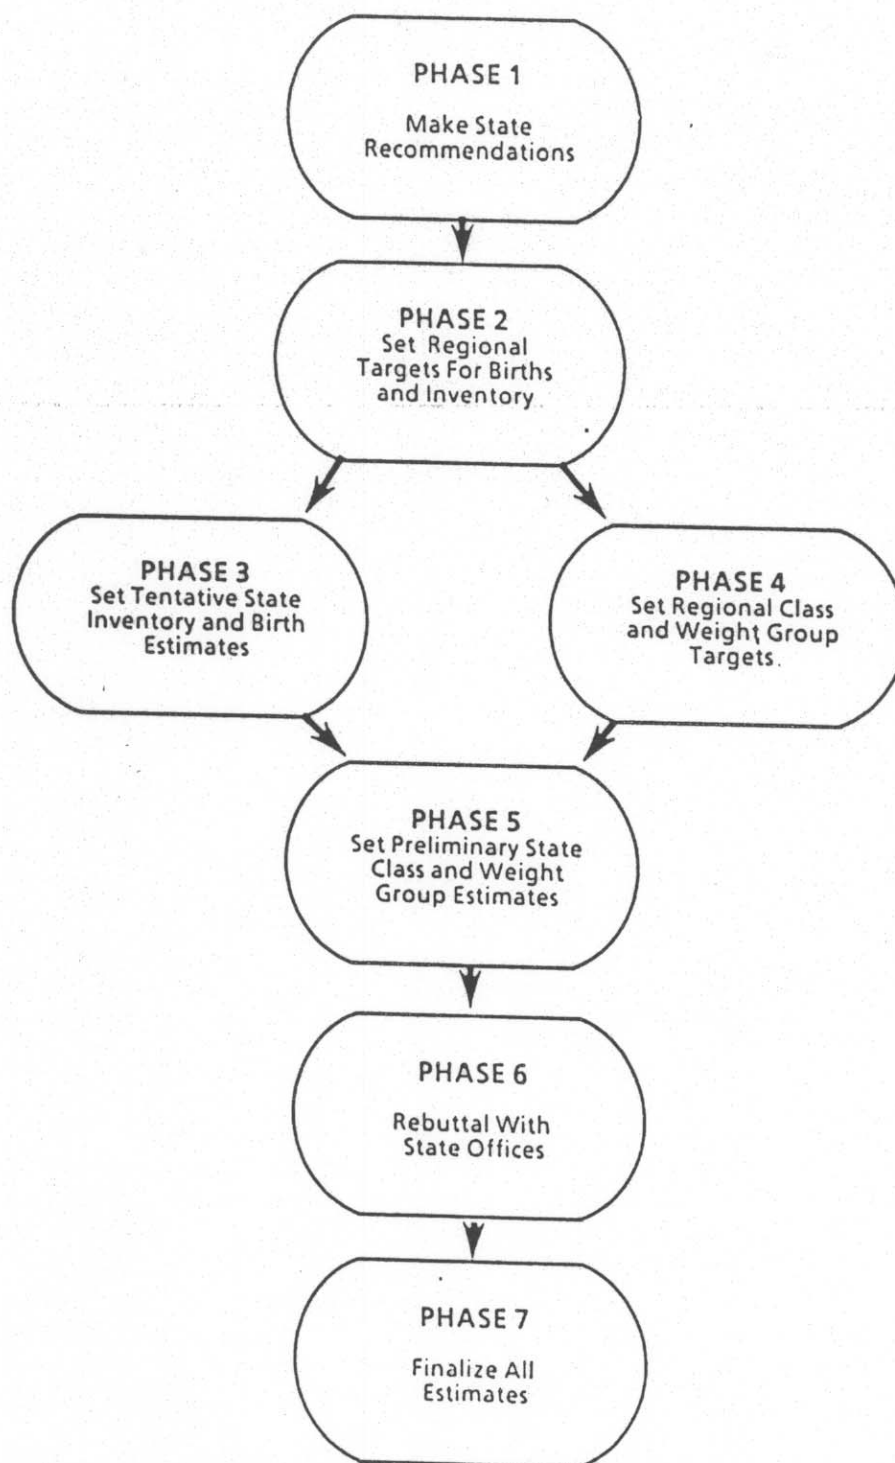 PHASE 1
Make State
Recommendations
PHASE 2
Set Regional
Targets For Births
and Inventory
PHASE 3
Set Tentative State
Inventory and Birth
Estimates
PHASE 4
Set Regional Class
and Weight Group
Targets.
PHASE 5
Set Preliminary State
Class and Weight
Group Estimates
PHASE 6
Rebuttal With
State Offices
PHASE 7
Finalize All
Estimates